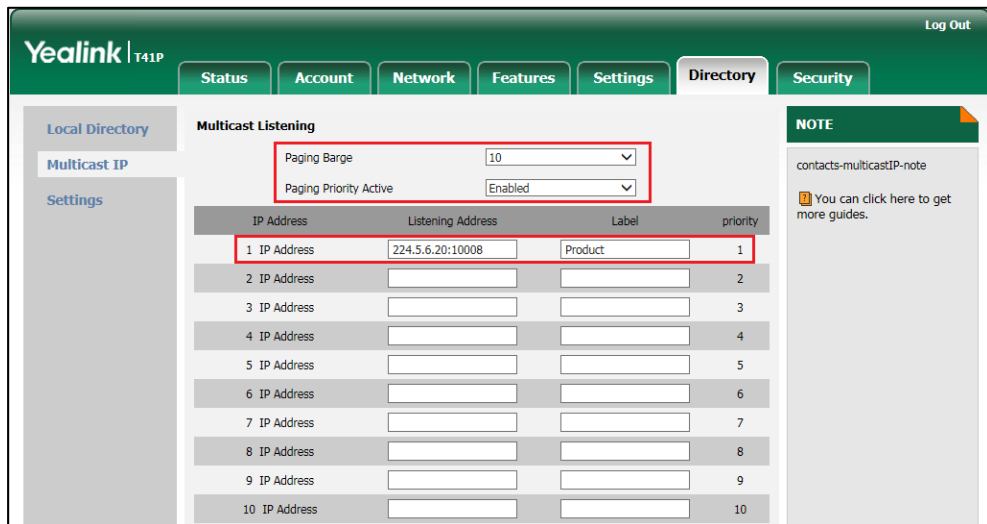 Log Out
Yealink T41P
Status Account Network Features Settings Directory Security
Local Directory
Multicast IP
Settings
Multicast Listening
Paging Barge 10
Paging Priority Active Enabled
IP Address Listening Address Label priority
1 IP Address 224.5.6.20:10008 Product 1
2 IP Address 2
3 IP Address 3
4 IP Address 4
5 IP Address 5
6 IP Address 6
7 IP Address 7
8 IP Address 8
9 IP Address 9
10 IP Address 10
NOTE
contacts-multicastIP-note
You can click here to get
more guides.